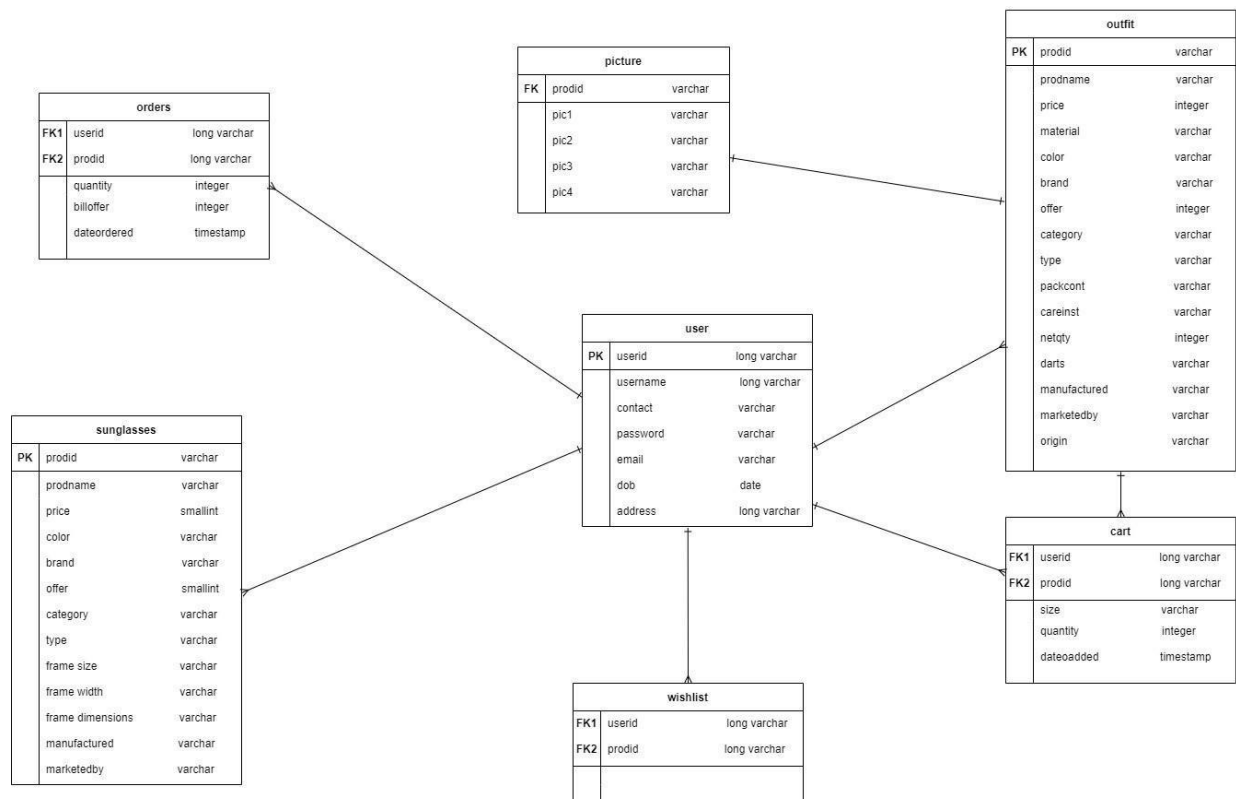 orders
FK1 userid long varchar
FK2 prodid long varchar
quantity integer
billoffer integer
dateordered timestamp
picture
FK prodid varchar
pic1 varchar
pic2 varchar
pic3 varchar
pic4 varchar
outfit
PK prodid varchar
prodname varchar
price integer
material varchar
color varchar
brand varchar
offer integer
category varchar
type varchar
packcont varchar
careinst varchar
netqty integer
darts varchar
manufactured varchar
marketedby varchar
origin varchar
user
PK userid long varchar
username long varchar
contact varchar
password varchar
email varchar
dob date
address long varchar
sunglasses
PK prodid varchar
prodname varchar
price smallint
color varchar
brand varchar
offer smallint
category varchar
type varchar
frame size varchar
frame width varchar
frame dimensions varchar
manufactured varchar
marketedby varchar
cart
FK1 userid long varchar
FK2 prodid long varchar
size varchar
quantity integer
dateoadded timestamp
wishlist
FK1 userid long varchar
FK2 prodid long varchar